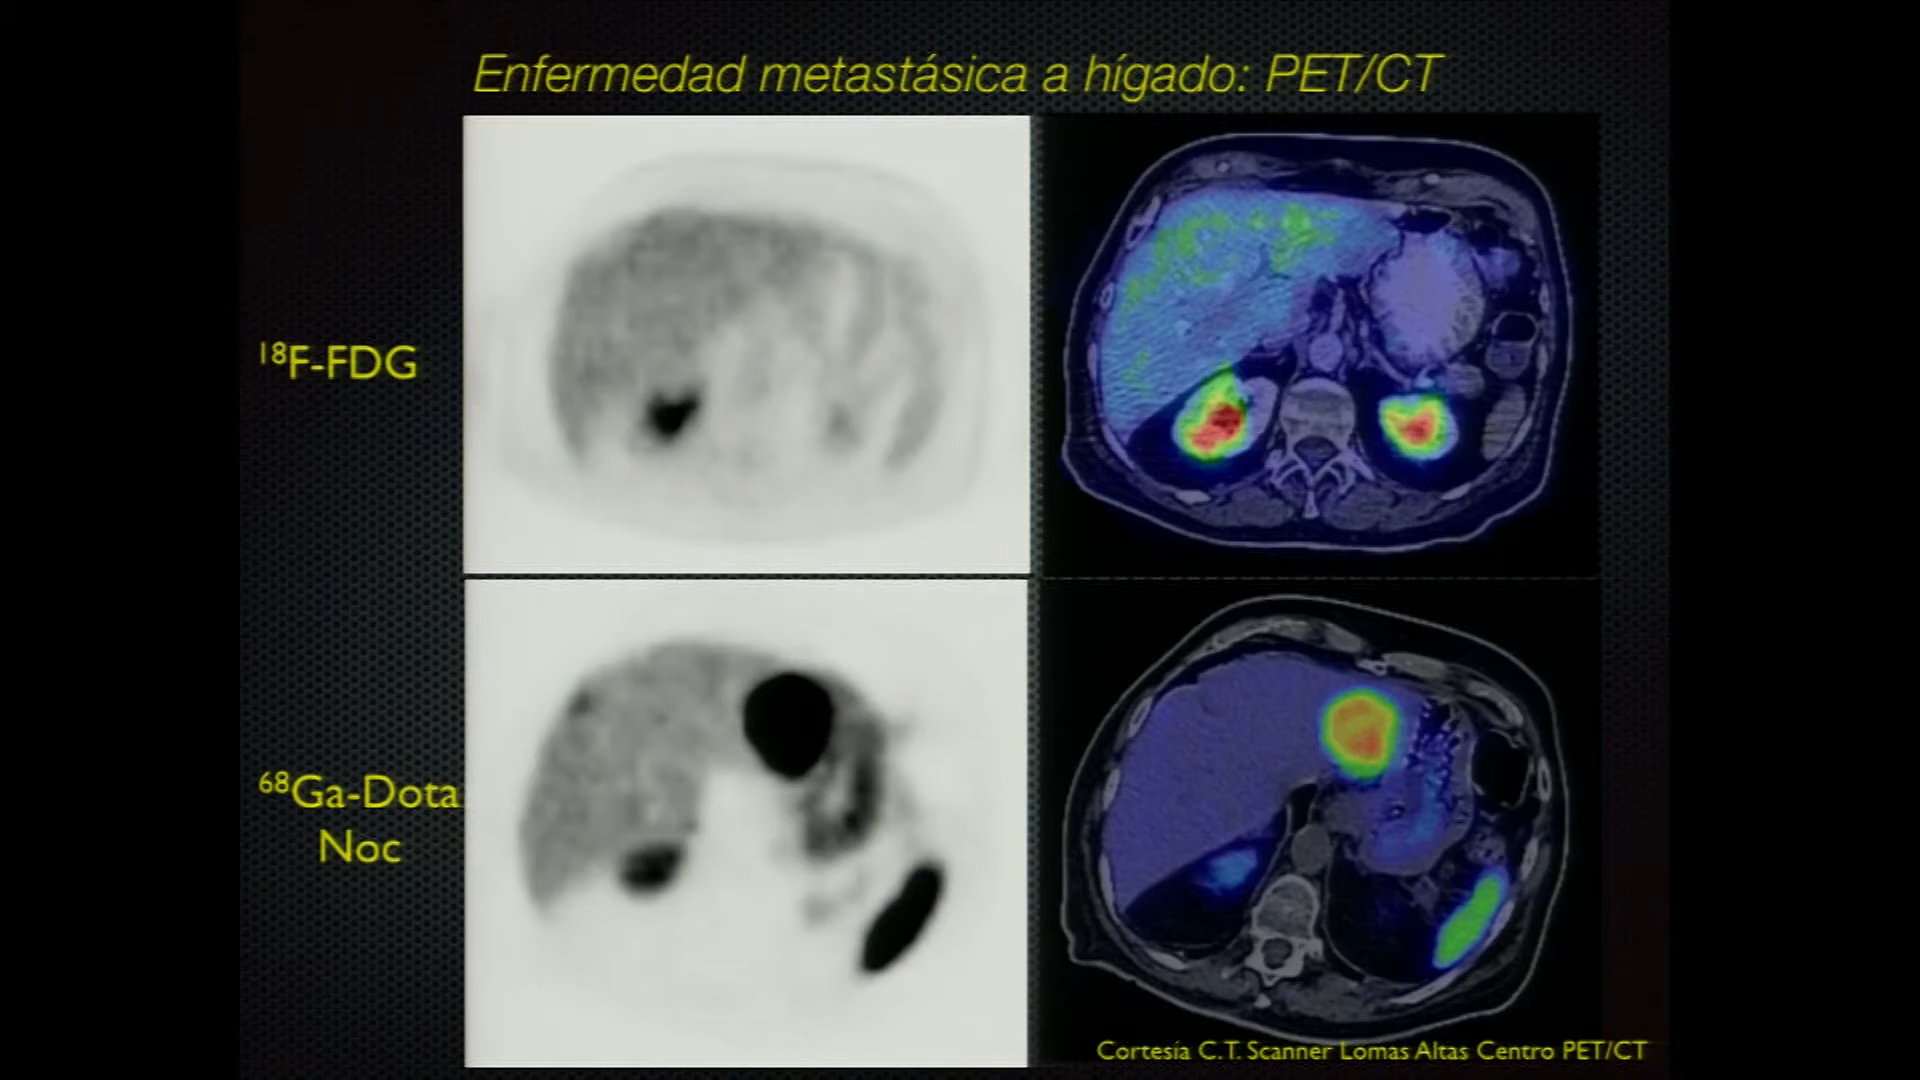 Enfermedad metastásica a hígado: PET/CT
¹⁸F-FDG
⁶⁸Ga-Dota
Noc
Cortesía C.T. Scanner Lomas Altas Centro PET/CT